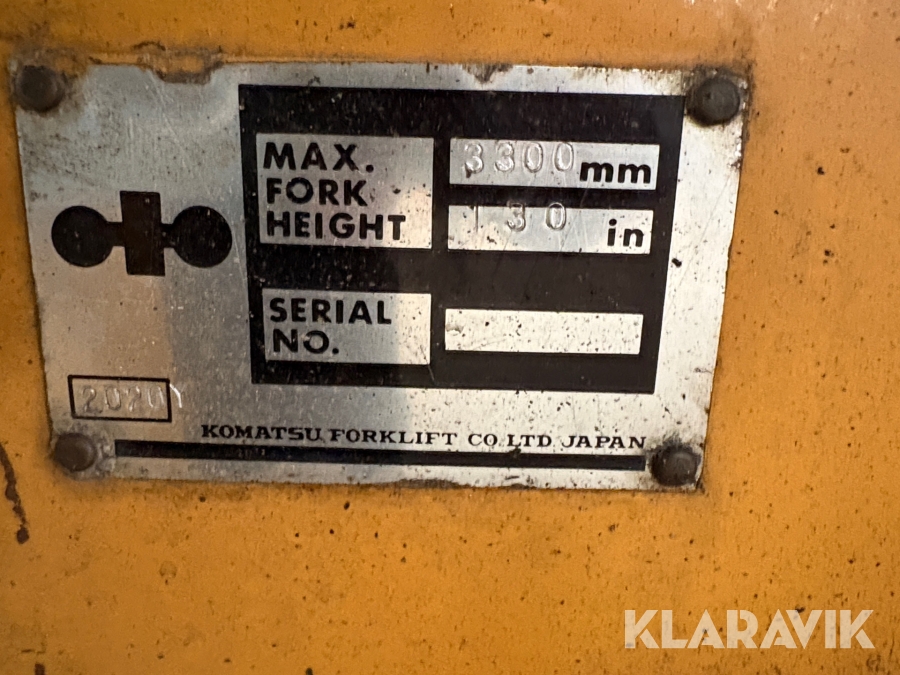 MAX.
FORK
HEIGHT
3300 mm
130 in
SERIAL
NO.
2020
KOMATSU FORKLIFT CO. LTD JAPAN
KLARAVIK